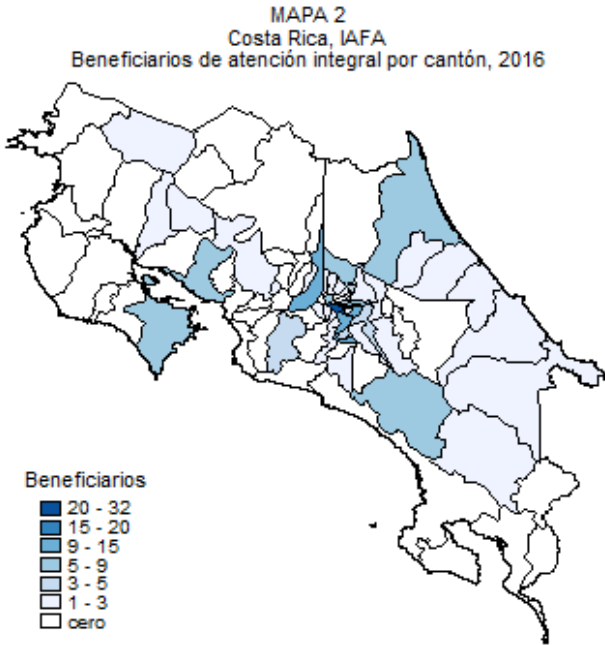 MAPA 2
Costa Rica, IAFA
Beneficiarios de atención integral por cantón, 2016
Beneficiarios
20 - 32
15 - 20
9 - 15
5 - 9
3 - 5
1 - 3
cero